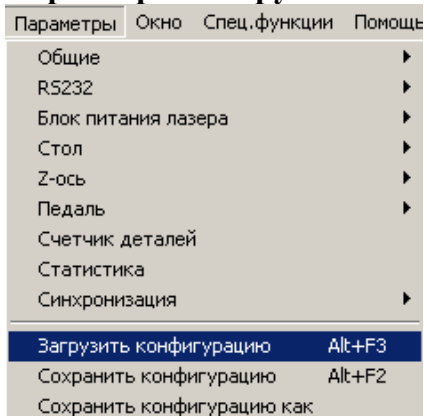 Параметры Окно Спец.функции Помощь
Общие
RS232
Блок питания лазера
Стол
Z-ось
Педаль
Счетчик деталей
Статистика
Синхронизация
Загрузить конфигурацию Alt+F3
Сохранить конфигурацию Alt+F2
Сохранить конфигурацию как